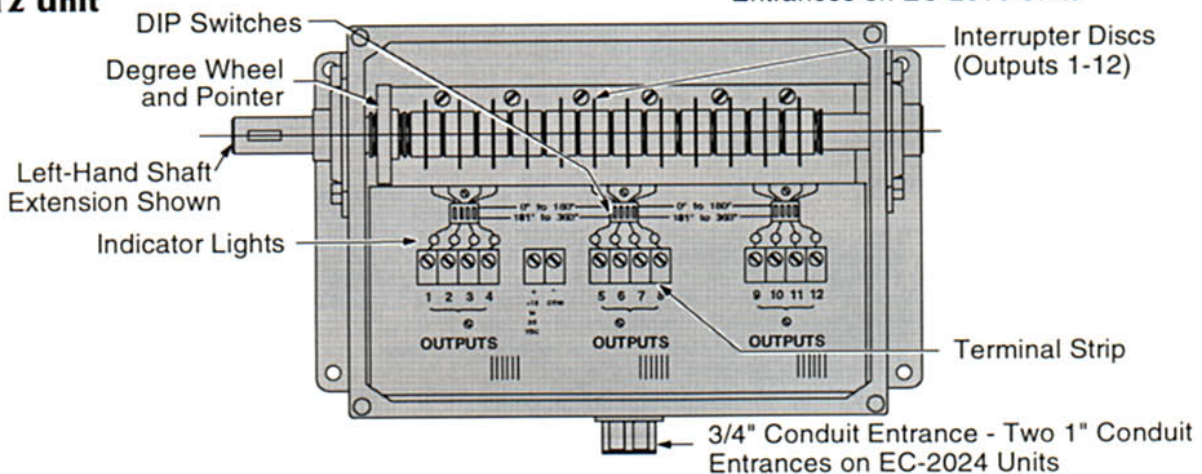 12 unit
DIP Switches
Degree Wheel
and Pointer
Interrupter Discs
(Outputs 1-12)
Left-Hand Shaft
Extension Shown
0° to 180°
181° to 360°
0° to 180°
181° to 360°
Indicator Lights
1 2 3 4
5 6 7 8
9 10 11 12
OUTPUTS
OUTPUTS
OUTPUTS
Terminal Strip
3/4" Conduit Entrance - Two 1" Conduit
Entrances on EC-2024 Units